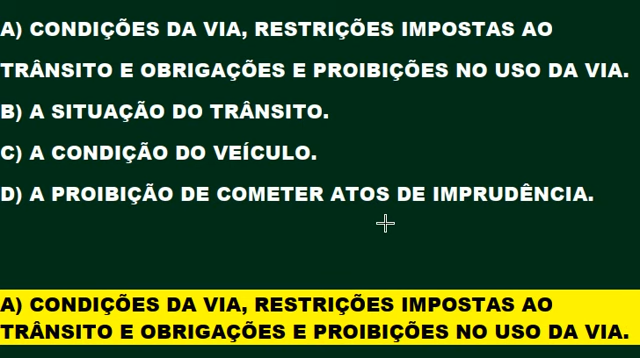 A) CONDIÇÕES DA VIA, RESTRIÇÕES IMPOSTAS AO
TRÂNSITO E OBRIGAÇÕES E PROIBIÇÕES NO USO DA VIA.
B) A SITUAÇÃO DO TRÂNSITO.
C) A CONDIÇÃO DO VEÍCULO.
D) A PROIBIÇÃO DE COMETER ATOS DE IMPRUDÊNCIA.
A) CONDIÇÕES DA VIA, RESTRIÇÕES IMPOSTAS AO
TRÂNSITO E OBRIGAÇÕES E PROIBIÇÕES NO USO DA VIA.